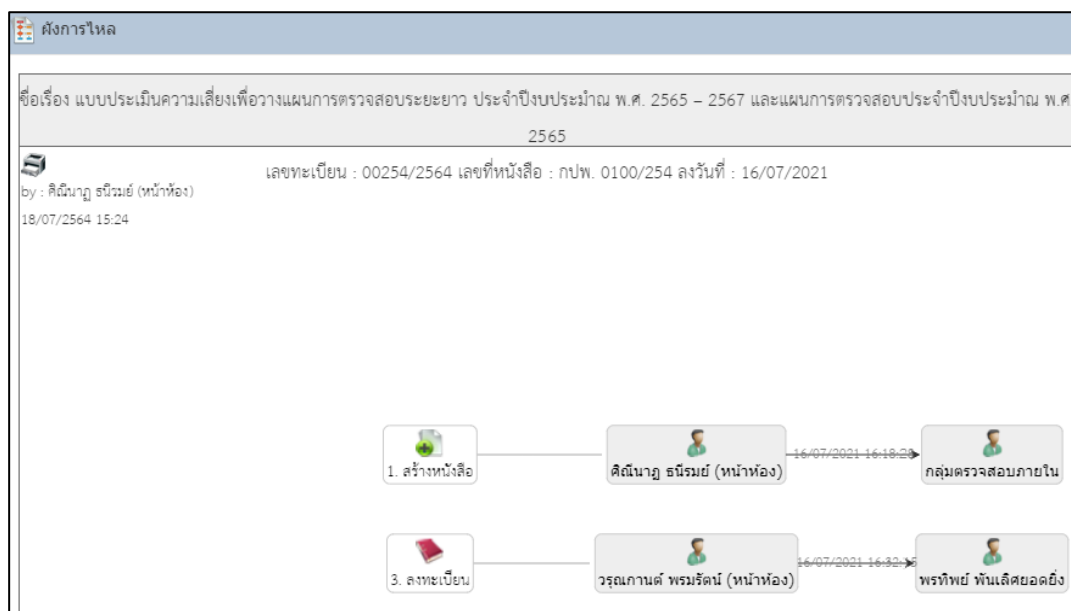 ผังการไหล
ชื่อเรื่อง แบบประเมินความเสี่ยงเพื่อวางแผนการตรวจสอบระยะยาว ประจำปีงบประมาณ พ.ศ. 2565 – 2567 และแผนการตรวจสอบประจำปีงบประมาณ พ.ศ
2565
เลขทะเบียน : 00254/2564 เลขที่หนังสือ : กปพ. 0100/254 ลงวันที่ : 16/07/2021
by : ศิณีนาฏ ธนีรมย์ (หน้าห้อง)
18/07/2564 15:24
1. สร้างหนังสือ
ศิณีนาฏ ธนีรมย์ (หน้าห้อง)
16/07/2021 16:18:28
กลุ่มตรวจสอบภายใน
3. ลงทะเบียน
วรุณกานต์ พรมรัตน์ (หน้าห้อง)
16/07/2021 16:32:15
พรทิพย์ พันเลิศยอดยิ่ง